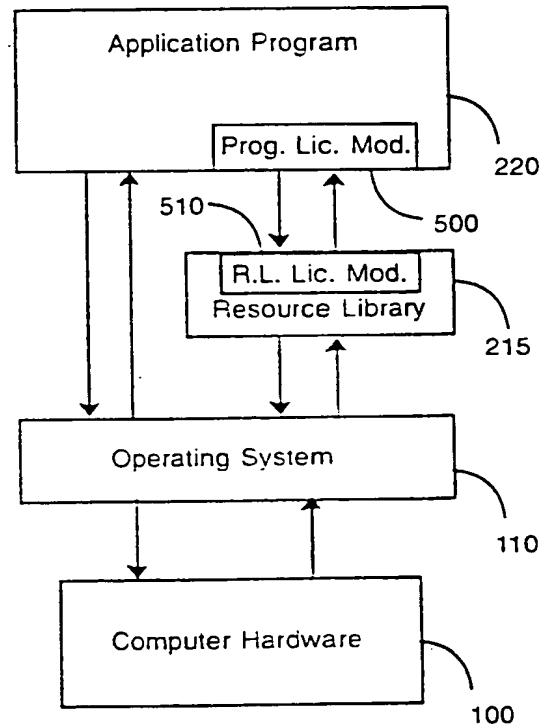 Application Program
Prog. Lic. Mod.
220
500
510
R.L. Lic. Mod.
Resource Library
215
Operating System
110
Computer Hardware
100